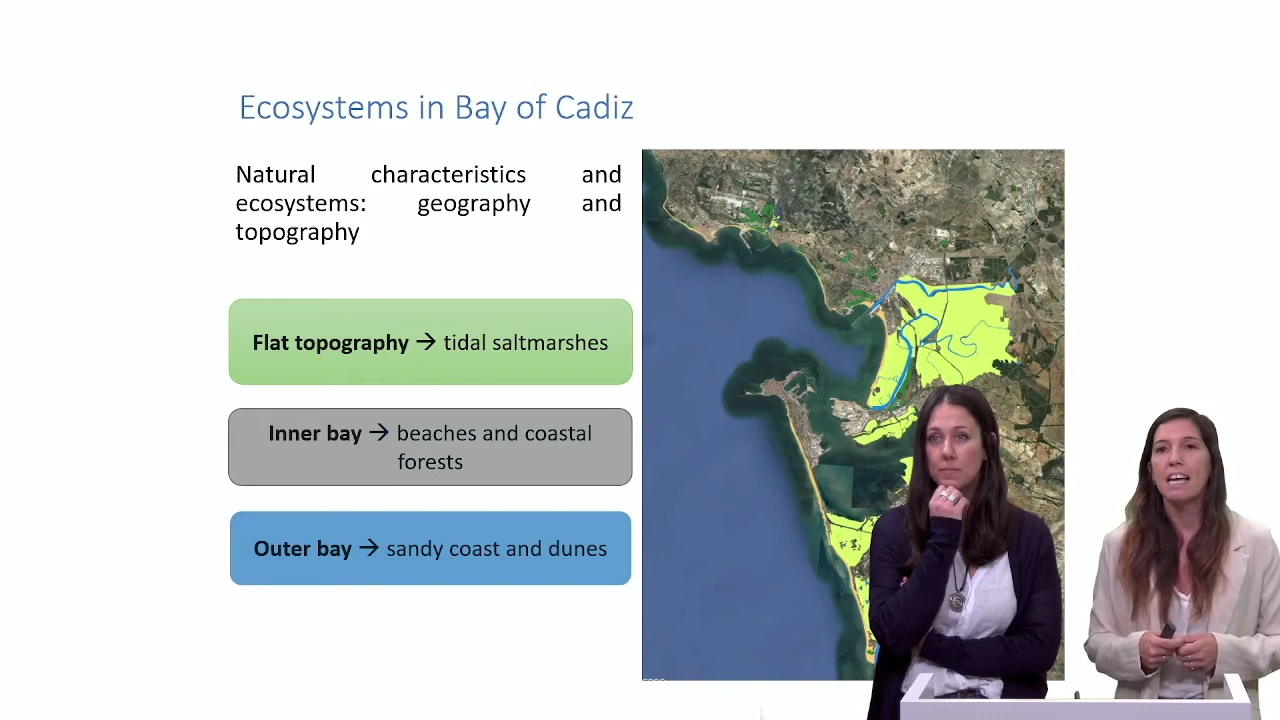 Ecosystems in Bay of Cadiz
Natural characteristics and
ecosystems: geography and
topography
Flat topography → tidal saltmarshes
Inner bay → beaches and coastal
forests
Outer bay → sandy coast and dunes